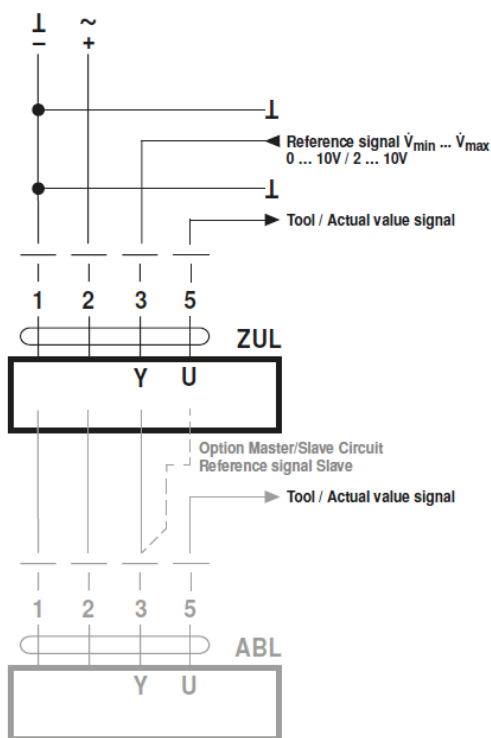 ⊥ ~
− +
⊥
Reference signal V̇min ... V̇max
0 ... 10V / 2 ... 10V
⊥
Tool / Actual value signal
1 2 3 5
ZUL
Y U
Option Master/Slave Circuit
Reference signal Slave
Tool / Actual value signal
1 2 3 5
ABL
Y U